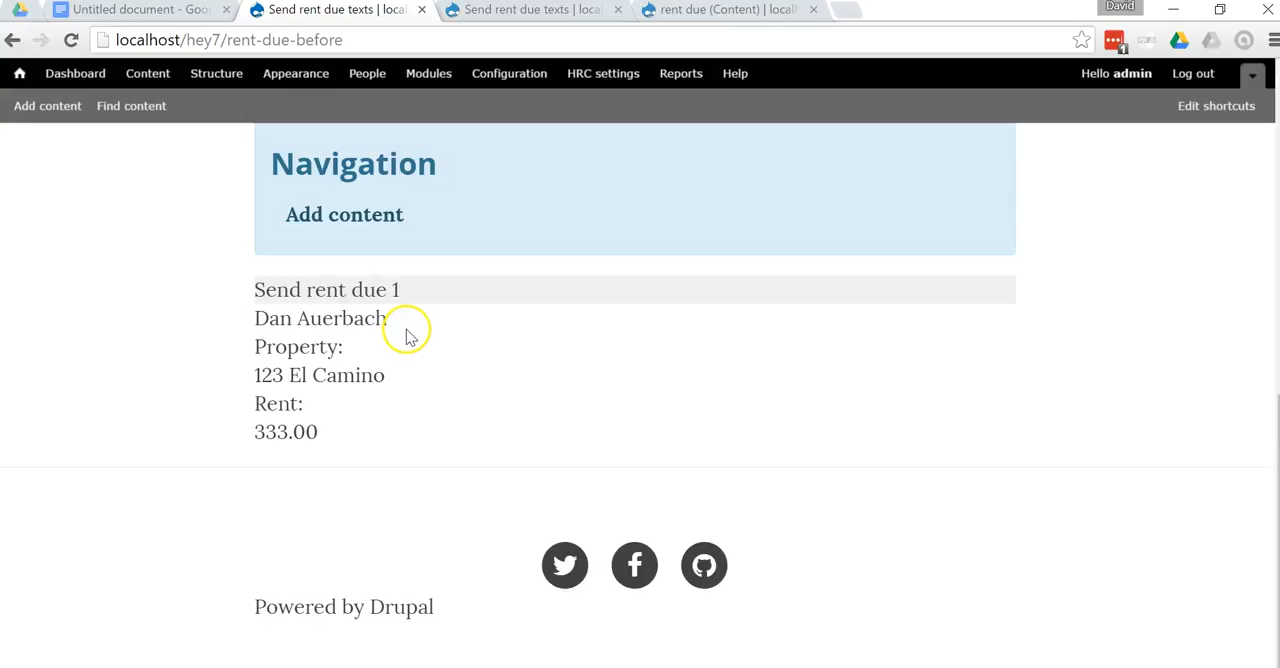 David
Untitled document - Goo
Send rent due texts | local
Send rent due texts | local
rent due (Content) | localh
localhost/hey7/rent-due-before
1
Dashboard Content Structure Appearance People Modules Configuration HRC settings Reports Help Hello admin Log out
Add content Find content Edit shortcuts
Navigation
Add content
Send rent due 1
Dan Auerbach
Property:
123 El Camino
Rent:
333.00
Powered by Drupal